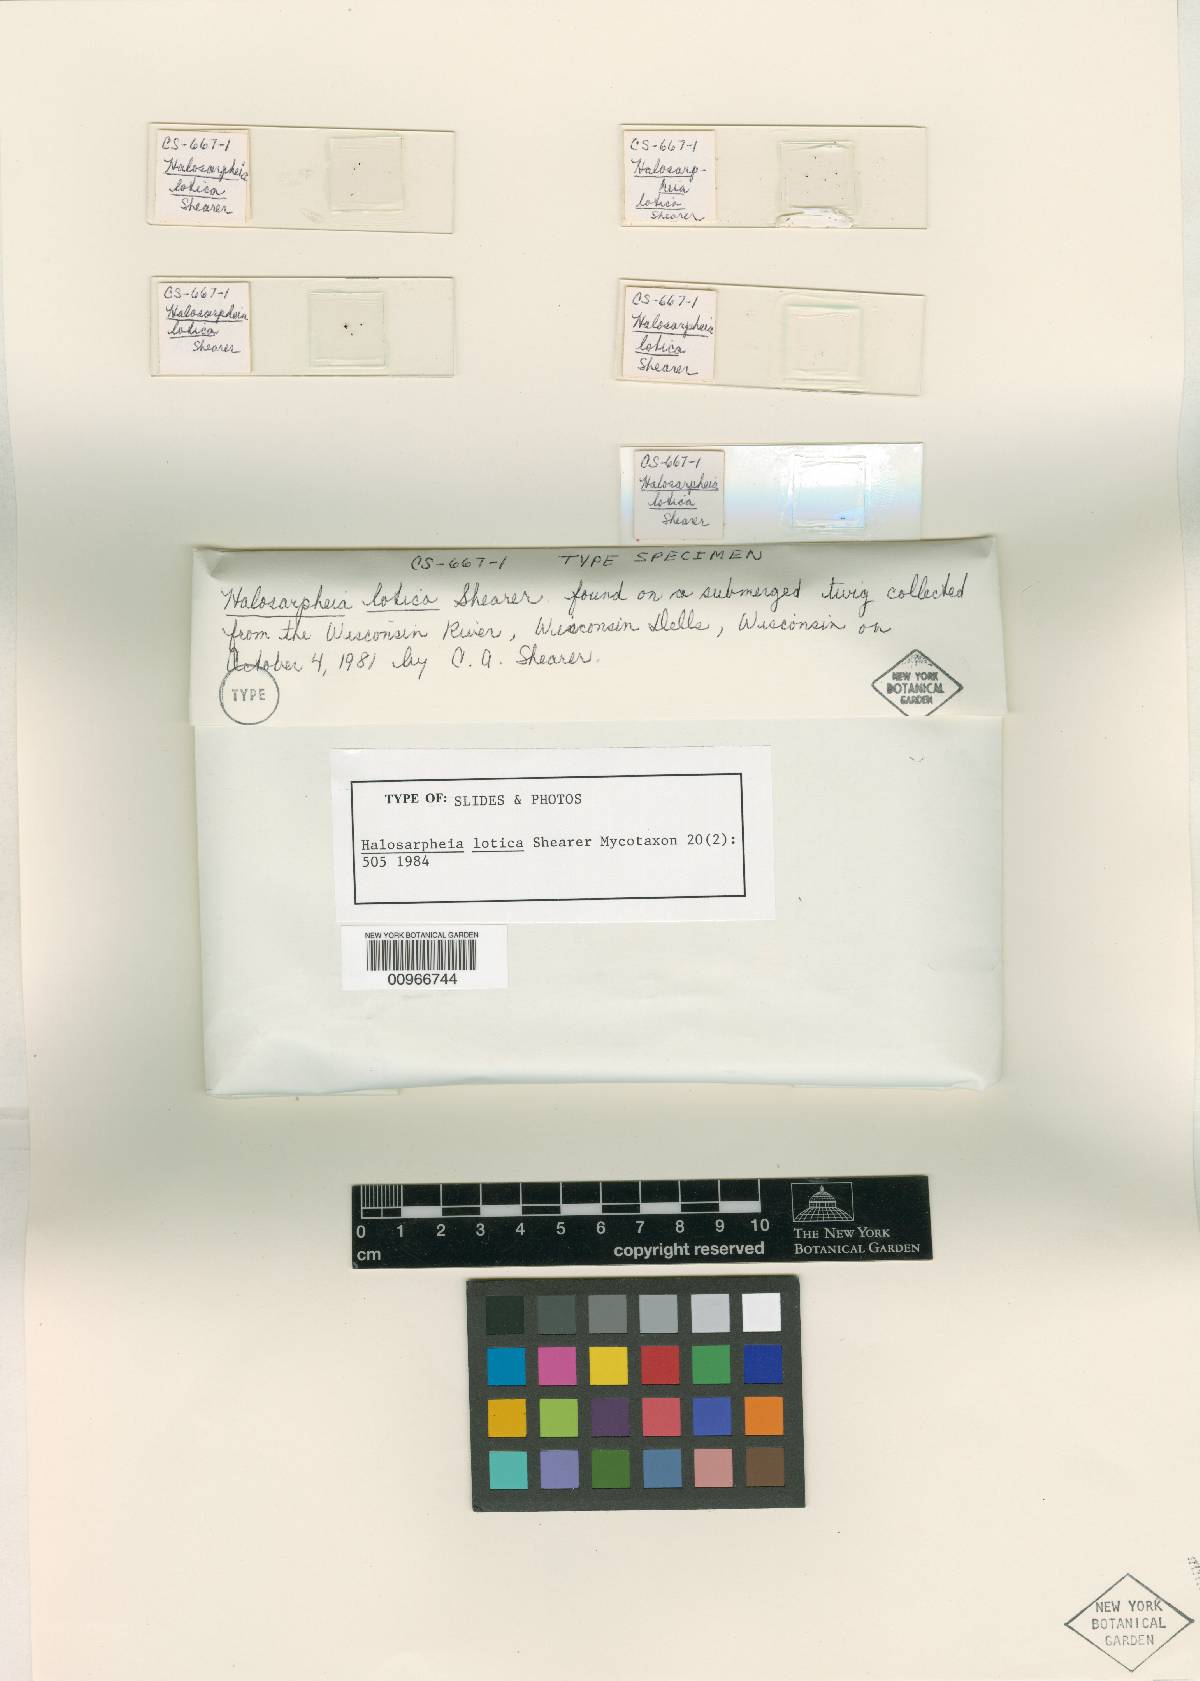 CS-667-1
Halosarpheia
lotica
Shearer
CS-667-1
Halosarp-
heia
lotica
Shearer
CS-667-1
Halosarpheia
lotica
Shearer
CS-667-1
Halosarpheia
lotica
Shearer
CS-667-1
Halosarpheia
lotica
Shearer
CS-667-1 TYPE SPECIMEN
Halosarpheia lotica Shearer found on a submerged twig collected
from the Wisconsin River, Wisconsin Dells, Wisconsin on
October 4, 1981 by C. A. Shearer.
TYPE
NEW YORK
BOTANICAL
GARDEN
TYPE OF: SLIDES & PHOTOS
Halosarpheia lotica Shearer Mycotaxon 20(2):
505 1984
NEW YORK BOTANICAL GARDEN
00966744
0 1 2 3 4 5 6 7 8 9 10
cm
copyright reserved
THE NEW YORK
BOTANICAL GARDEN
NEW YORK
BOTANICAL
GARDEN